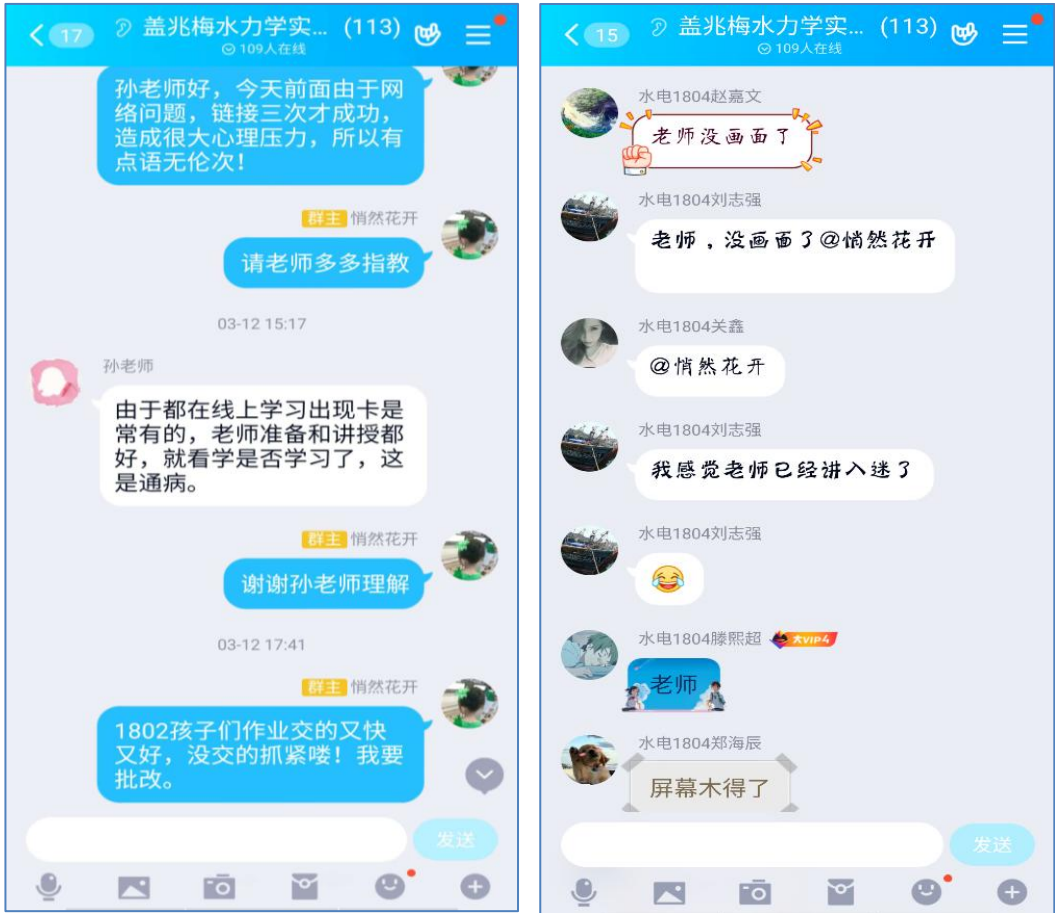 17
盖兆梅水力学实... (113)
109人在线
孙老师好，今天前面由于网
络问题，链接三次才成功，
造成很大心理压力，所以有
点语无伦次！
群主 悄然花开
请老师多多指教
03-12 15:17
孙老师
由于都在线上学习出现卡是
常有的，老师准备和讲授都
好，就看学是否学习了，这
是通病。
群主 悄然花开
谢谢孙老师理解
03-12 17:41
群主 悄然花开
1802孩子们作业交的又快
又好，没交的抓紧喽！我要
批改。
发送
15
盖兆梅水力学实... (113)
109人在线
水电1804赵嘉文
老师没画面了
水电1804刘志强
老师，没画面了@悄然花开
水电1804关鑫
@悄然花开
水电1804刘志强
我感觉老师已经讲入迷了
水电1804刘志强
水电1804滕熙超 大VIP4
老师
水电1804郑海辰
屏幕木得了
发送